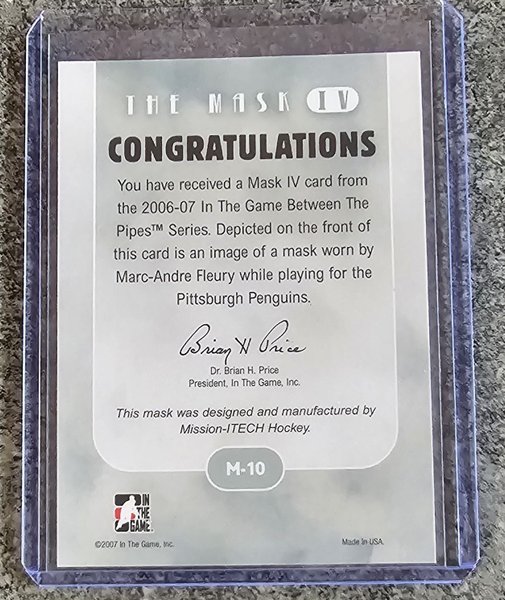 THE MASK IV
CONGRATULATIONS
You have received a Mask IV card from
the 2006-07 In The Game Between The
Pipes™ Series. Depicted on the front of
this card is an image of a mask worn by
Marc-Andre Fleury while playing for the
Pittsburgh Penguins.
Brian H Price
Dr. Brian H. Price
President, In The Game, Inc.
This mask was designed and manufactured by
Mission-ITECH Hockey.
M-10
IN
THE
GAME
©2007 In The Game, Inc.
Made In USA.